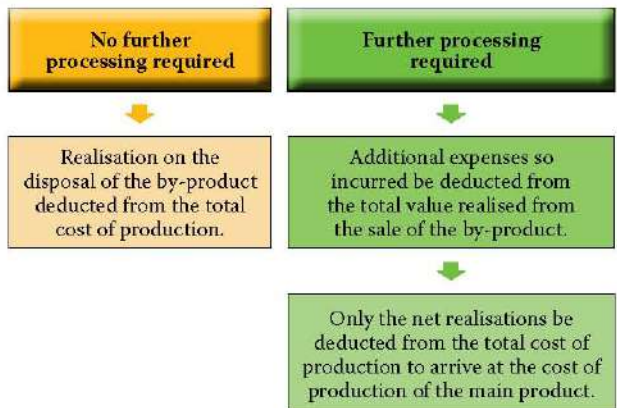 No further
processing required
Realisation on the
disposal of the by-product
deducted from the total
cost of production.
Further processing
required
Additional expenses so
incurred be deducted from
the total value realised from
the sale of the by-product.
Only the net realisations be
deducted from the total cost of
production to arrive at the cost of
production of the main product.